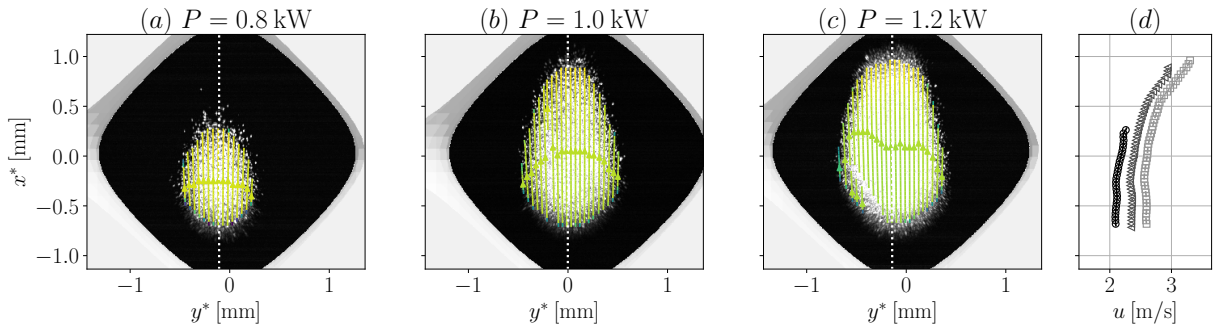 (a) P = 0.8 kW
(b) P = 1.0 kW
(c) P = 1.2 kW
(d)
x* [mm]
1.0
0.5
0.0
−0.5
−1.0
−1
0
1
y* [mm]
−1
0
1
y* [mm]
−1
0
1
y* [mm]
2
3
u [m/s]